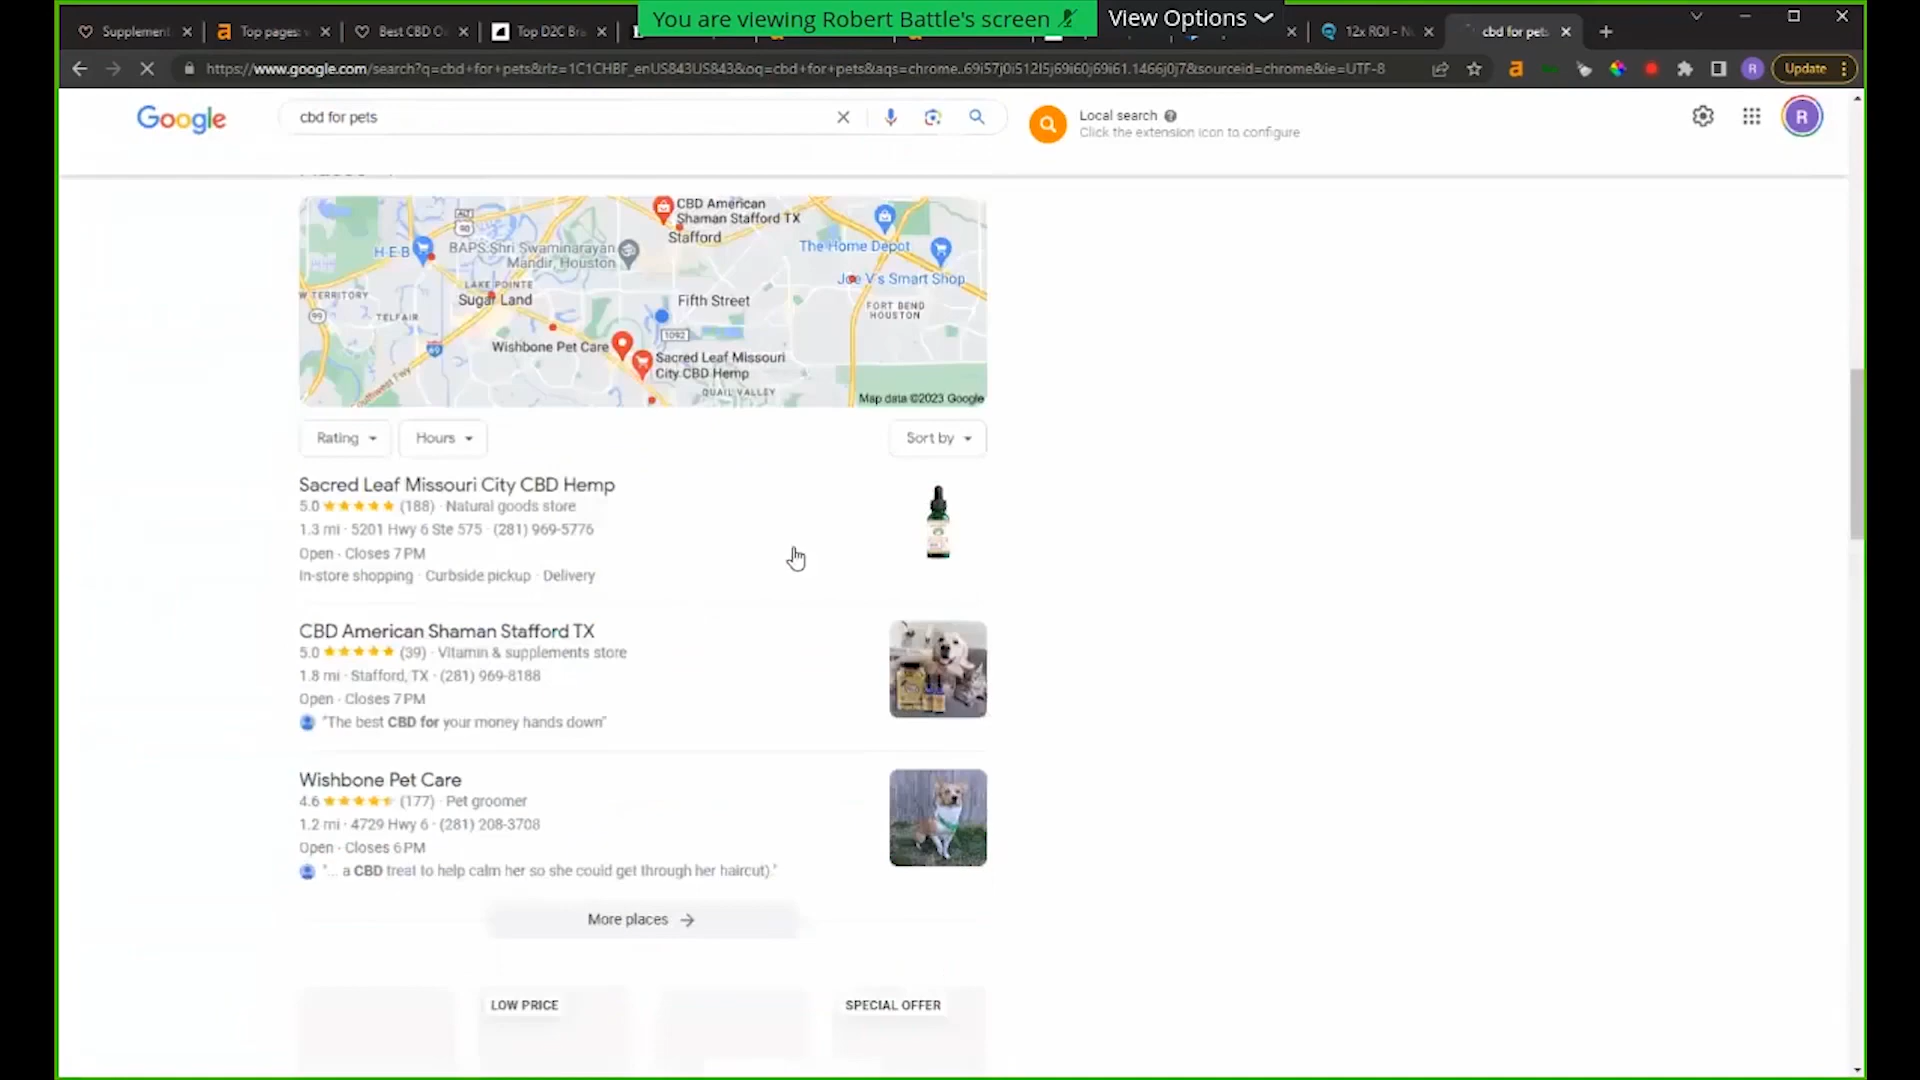 You are viewing Robert Battle's screen
View Options
Supplement
Top pages:
Best CBD O
Top D2C Bra
12x ROI - N
cbd for pets
https://www.google.com/search?q=cbd+for+pets&rlz=1C1CHBF_enUS843US843&oq=cbd+for+pets&aqs=chrome..69i57j0i512l5j69i60j69i61.1466j0j7&sourceid=chrome&ie=UTF-8
R
Update
Google
cbd for pets
Local search
Click the extension icon to configure
R
CBD American
Shaman Stafford TX
Stafford
ALT
90
H-E-B
BAPS Shri Swaminarayan
Mandir, Houston
The Home Depot
Joe V's Smart Shop
LAKE POINTE
Sugar Land
W TERRITORY
99
TELFAIR
Fifth Street
FORT BEND
HOUSTON
1092
69
Wishbone Pet Care
Sacred Leaf Missouri
City CBD Hemp
QUAIL VALLEY
Southwest Fwy
Map data ©2023 Google
Rating
Hours
Sort by
Sacred Leaf Missouri City CBD Hemp
5.0 (188) · Natural goods store
1.3 mi · 5201 Hwy 6 Ste 575 · (281) 969-5776
Open · Closes 7 PM
In-store shopping · Curbside pickup · Delivery
CBD American Shaman Stafford TX
5.0 (39) · Vitamin & supplements store
1.8 mi · Stafford, TX · (281) 969-8188
Open · Closes 7 PM
"The best CBD for your money hands down"
Wishbone Pet Care
4.6 (177) · Pet groomer
1.2 mi · 4729 Hwy 6 · (281) 208-3708
Open · Closes 6 PM
"... a CBD treat to help calm her so she could get through her haircut)."
More places
LOW PRICE
SPECIAL OFFER